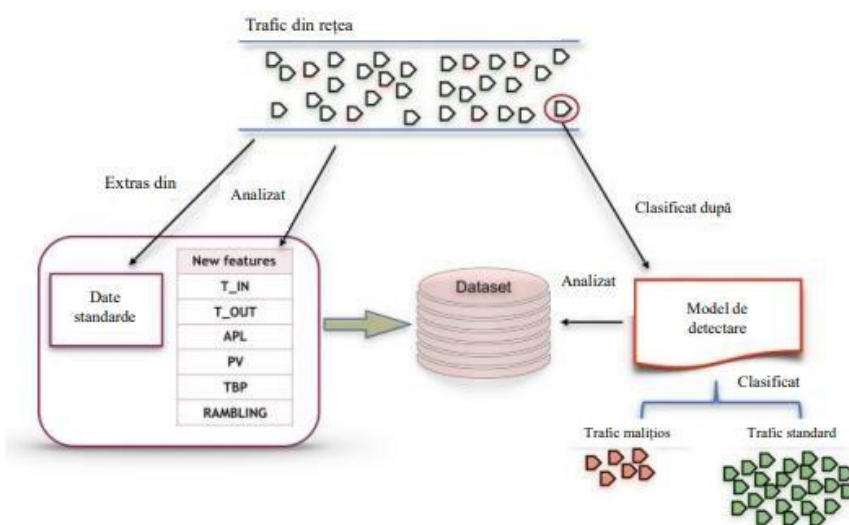 Trafic din rețea
Extras din
Analizat
Clasificat după
New features
T_IN
T_OUT
APL
PV
TBP
RAMBLING
Date
standarde
Dataset
Analizat
Model de
detectare
Clasificat
Trafic malițios
Trafic standard